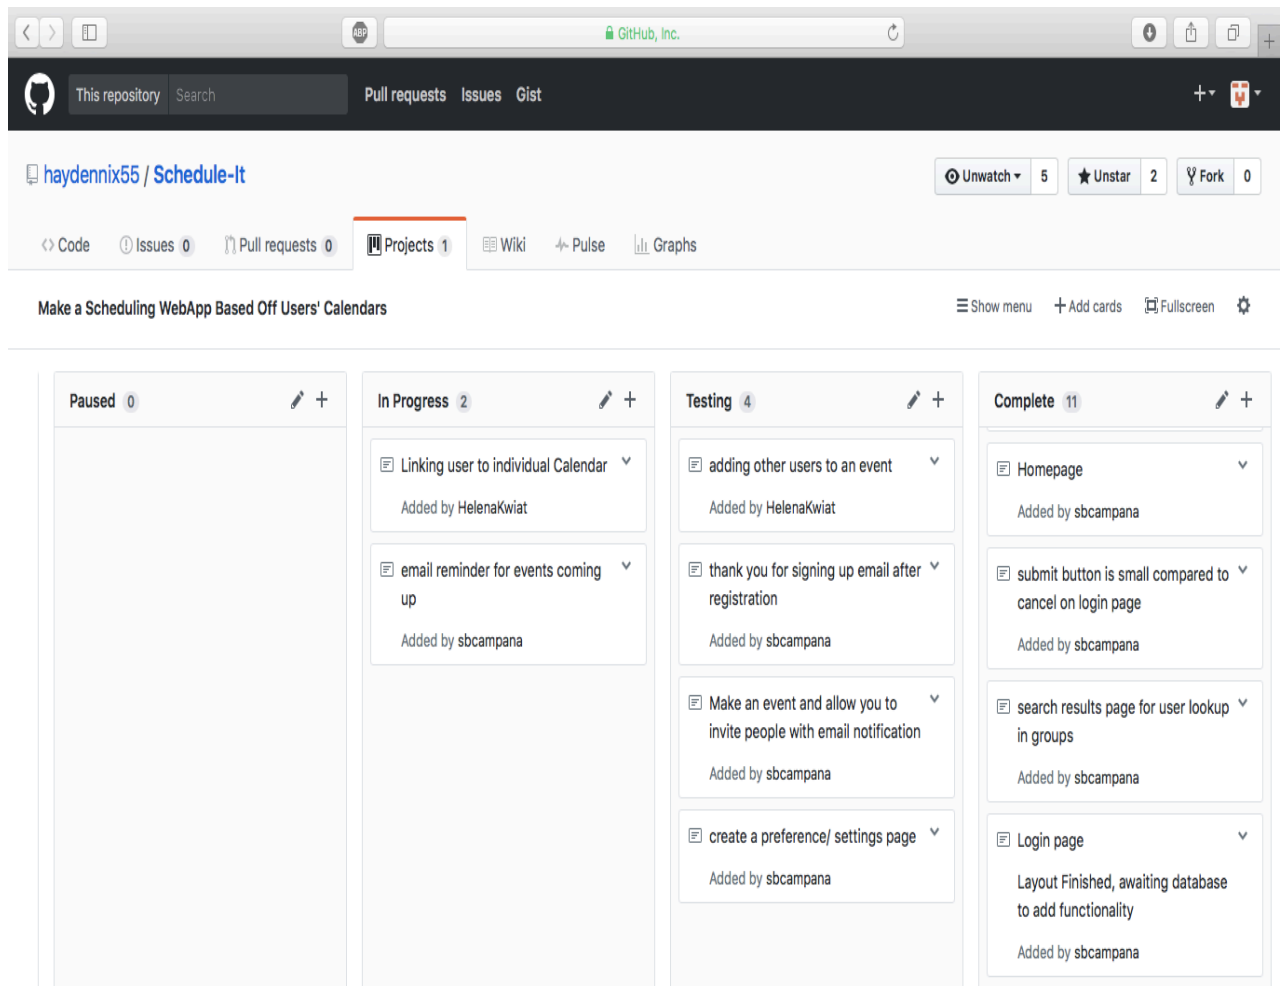 ABP
GitHub, Inc.
This repository Search Pull requests Issues Gist
haydennix55 / Schedule-It
Unwatch 5 Unstar 2 Fork 0
Code Issues 0 Pull requests 0 Projects 1 Wiki Pulse Graphs
Make a Scheduling WebApp Based Off Users' Calendars
Show menu Add cards Fullscreen
Paused 0
In Progress 2
Linking user to individual Calendar
Added by HelenaKwiat
email reminder for events coming
up
Added by sbcampana
Testing 4
adding other users to an event
Added by HelenaKwiat
thank you for signing up email after
registration
Added by sbcampana
Make an event and allow you to
invite people with email notification
Added by sbcampana
create a preference/ settings page
Added by sbcampana
Complete 11
Homepage
Added by sbcampana
submit button is small compared to
cancel on login page
Added by sbcampana
search results page for user lookup
in groups
Added by sbcampana
Login page
Layout Finished, awaiting database
to add functionality
Added by sbcampana